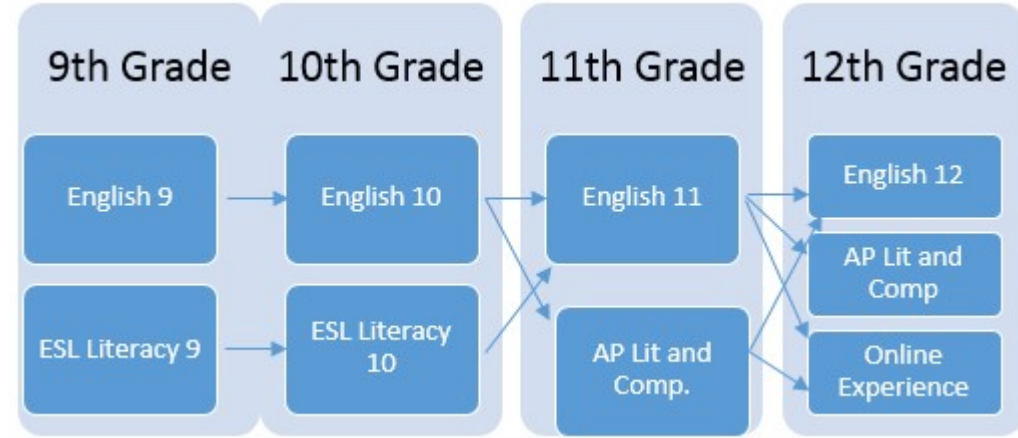 9th Grade
English 9
ESL Literacy 9
10th Grade
English 10
ESL Literacy
10
11th Grade
English 11
AP Lit and
Comp.
12th Grade
English 12
AP Lit and
Comp
Online
Experience